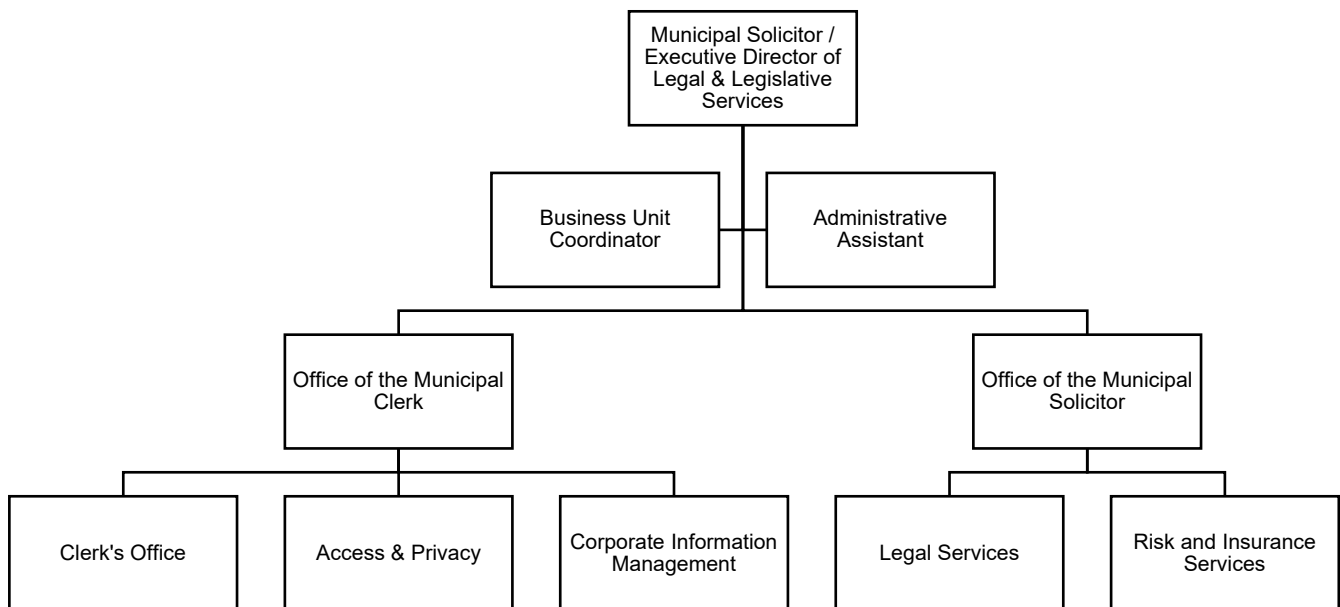 Municipal Solicitor /
Executive Director of
Legal & Legislative
Services
Business Unit
Coordinator
Administrative
Assistant
Office of the Municipal
Clerk
Office of the Municipal
Solicitor
Clerk's Office
Access & Privacy
Corporate Information
Management
Legal Services
Risk and Insurance
Services